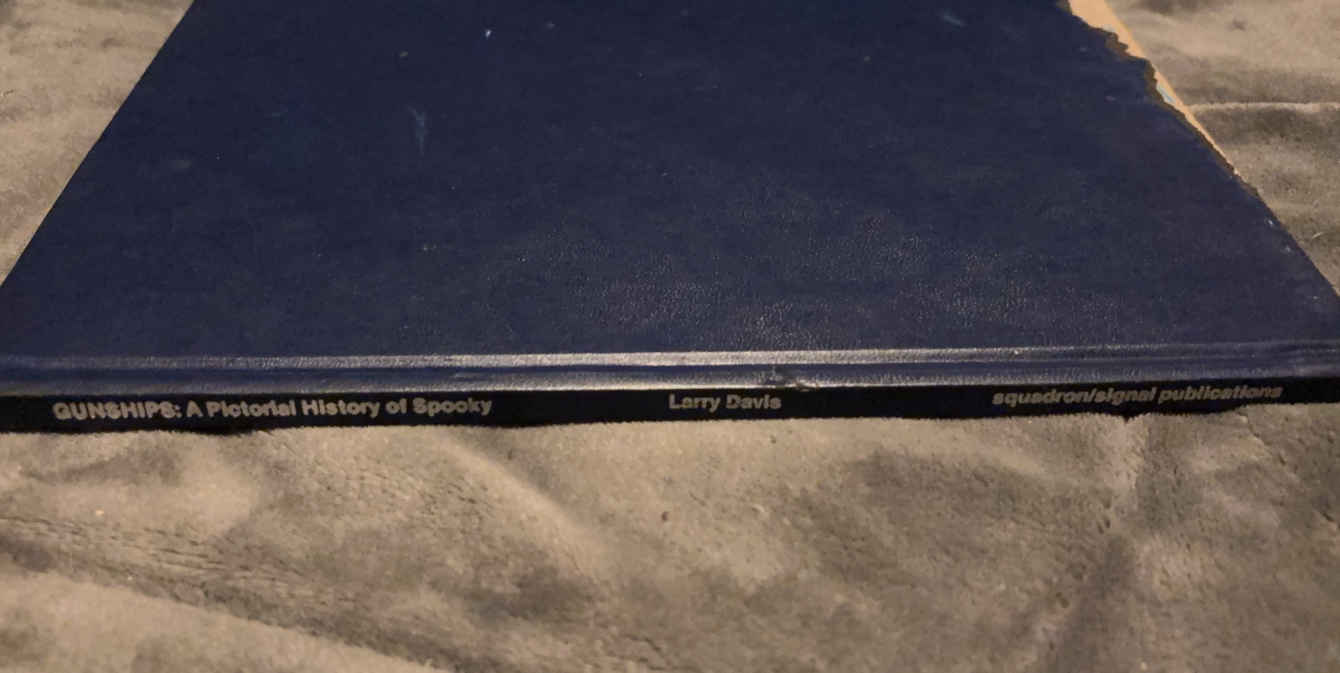 GUNSHIPS: A Pictorial History of Spooky
Larry Davis
squadron/signal publications